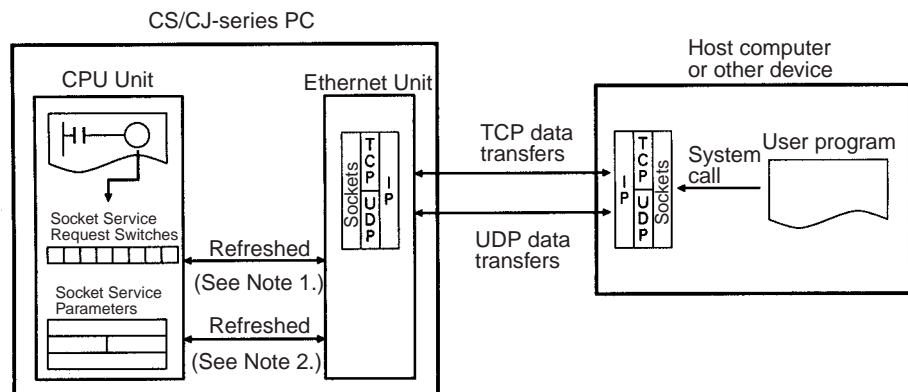 CS/CJ-series PC
CPU Unit
Ethernet Unit
Socket Service
Request Switches
Socket Service
Parameters
Refreshed
(See Note 1.)
Refreshed
(See Note 2.)
Sockets
TCP
UDP
IP
TCP data
transfers
UDP data
transfers
Host computer
or other device
IP
TCP
UDP
Sockets
System
call
User program